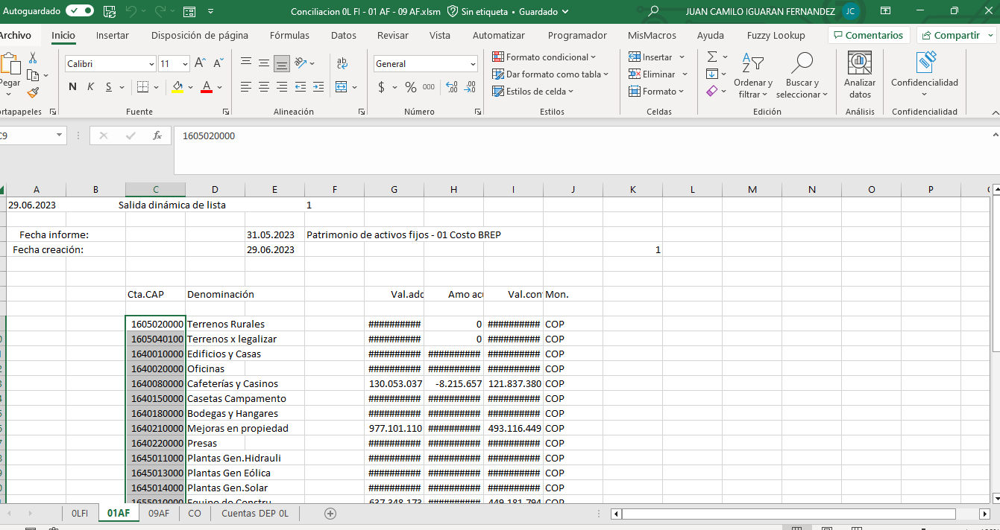 Autoguardado Conciliacion 0L FI - 01 AF - 09 AF.xlsm Sin etiqueta • Guardado JUAN CAMILO IGUARAN FERNANDEZ JC
Archivo Inicio Insertar Disposición de página Fórmulas Datos Revisar Vista Automatizar Programador MisMacros Ayuda Fuzzy Lookup Comentarios Compartir
Pegar Calibri 11 General Formato condicional Insertar
Dar formato como tabla Eliminar Ordenar y Buscar y Analizar Confidencialidad
N K S $ % 000 Estilos de celda Formato filtrar seleccionar datos
rtapapeles Fuente Alineación Número Estilos Celdas Edición Análisis Confidencialidad
C9 fx 1605020000
A B C D E F G H I J K L M N O P
29.06.2023 Salida dinámica de lista 1
Fecha informe: 31.05.2023 Patrimonio de activos fijos - 01 Costo BREP
Fecha creación: 29.06.2023 1
Cta.CAP Denominación Val.adq Amo acu Val.con Mon.
1605020000 Terrenos Rurales ########## 0 ########## COP
1605040100 Terrenos x legalizar ########## 0 ########## COP
1640010000 Edificios y Casas ########## ########## ########## COP
1640020000 Oficinas ########## ########## ########## COP
1640080000 Cafeterías y Casinos 130.053.037 -8.215.657 121.837.380 COP
1640150000 Casetas Campamento ########## ########## ########## COP
1640180000 Bodegas y Hangares ########## ########## ########## COP
1640210000 Mejoras en propiedad 977.101.110 ########## 493.116.449 COP
1640220000 Presas ########## ########## ########## COP
1645011000 Plantas Gen.Hidrauli ########## ########## ########## COP
1645013000 Plantas Gen Eólica ########## ########## ########## COP
1645014000 Plantas Gen.Solar ########## ########## ########## COP
1655010000 Equipo de Constru 637.348.173 ########## 449.181.794 COP
0LFI 01AF 09AF CO Cuentas DEP 0L